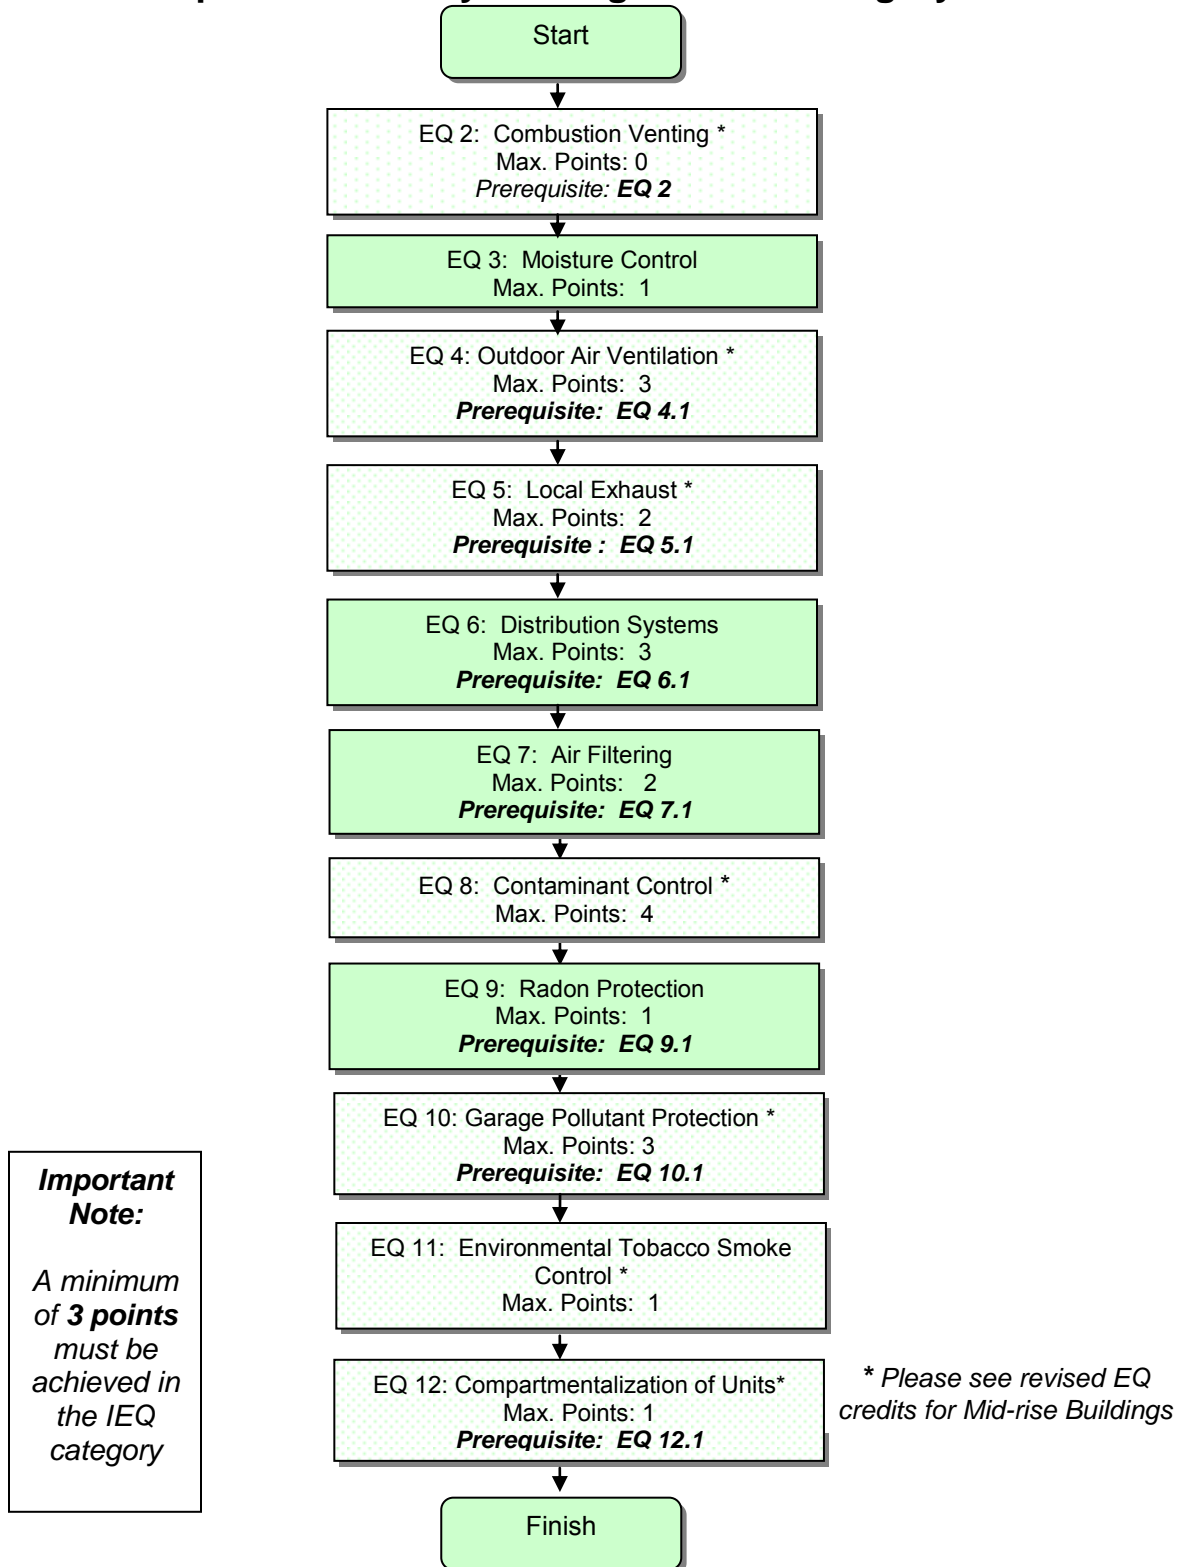 Start
EQ 2: Combustion Venting *
Max. Points: 0
Prerequisite: EQ 2
EQ 3: Moisture Control
Max. Points: 1
EQ 4: Outdoor Air Ventilation *
Max. Points: 3
Prerequisite: EQ 4.1
EQ 5: Local Exhaust *
Max. Points: 2
Prerequisite : EQ 5.1
EQ 6: Distribution Systems
Max. Points: 3
Prerequisite: EQ 6.1
EQ 7: Air Filtering
Max. Points: 2
Prerequisite: EQ 7.1
EQ 8: Contaminant Control *
Max. Points: 4
EQ 9: Radon Protection
Max. Points: 1
Prerequisite: EQ 9.1
EQ 10: Garage Pollutant Protection *
Max. Points: 3
Prerequisite: EQ 10.1
Important
Note:
A minimum
of 3 points
must be
achieved in
the IEQ
category
EQ 11: Environmental Tobacco Smoke
Control *
Max. Points: 1
EQ 12: Compartmentalization of Units*
Max. Points: 1
Prerequisite: EQ 12.1
* Please see revised EQ
credits for Mid-rise Buildings
Finish